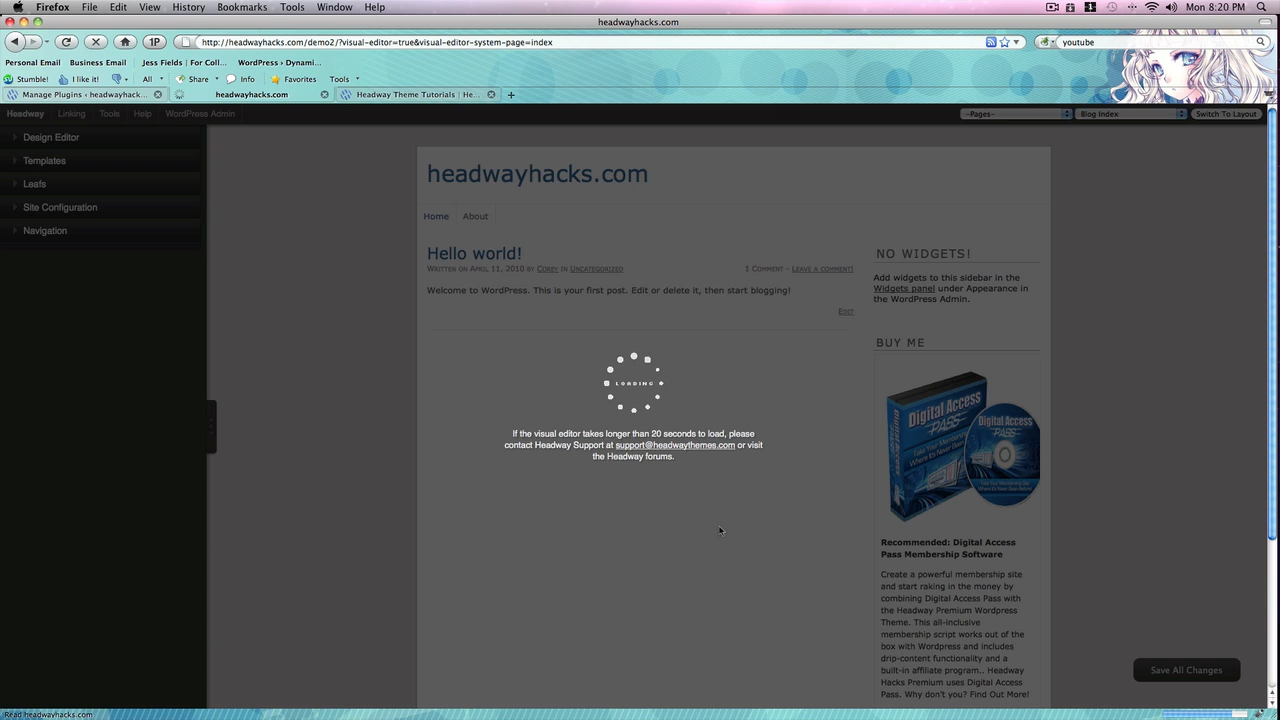 Firefox File Edit View History Bookmarks Tools Window Help
Mon 8:20 PM
headwayhacks.com
1P
http://headwayhacks.com/demo2/?visual-editor=true&visual-editor-system-page=index
youtube
Personal Email Business Email Jess Fields | For Coll... WordPress › Dynami...
Stumble! I like it! All Share Info Favorites Tools
Manage Plugins ‹ headwayhack... headwayhacks.com Headway Theme Tutorials | He...
Headway Linking Tools Help WordPress Admin
-Pages- Blog Index Switch To Layout
Design Editor
Templates
Leafs
Site Configuration
Navigation
headwayhacks.com
Home About
Hello world!
Written on April 11, 2010 by Corey in Uncategorized
1 Comment - Leave a comment!
Welcome to WordPress. This is your first post. Edit or delete it, then start blogging!
Edit
LOADING
If the visual editor takes longer than 20 seconds to load, please
contact Headway Support at support@headwaythemes.com or visit
the Headway forums.
NO WIDGETS!
Add widgets to this sidebar in the
Widgets panel under Appearance in
the WordPress Admin.
BUY ME
Digital Access
PASS
Digital Access
PASS
Recommended: Digital Access
Pass Membership Software
Create a powerful membership site
and start raking in the money by
combining Digital Access Pass with
the Headway Premium Wordpress
Theme. This all-inclusive
membership script works out of the
box with Wordpress and includes
drip-content functionality and a
built-in affiliate program.. Headway
Hacks Premium uses Digital Access
Pass. Why don't you? Find Out More!
Save All Changes
Read headwayhacks.com